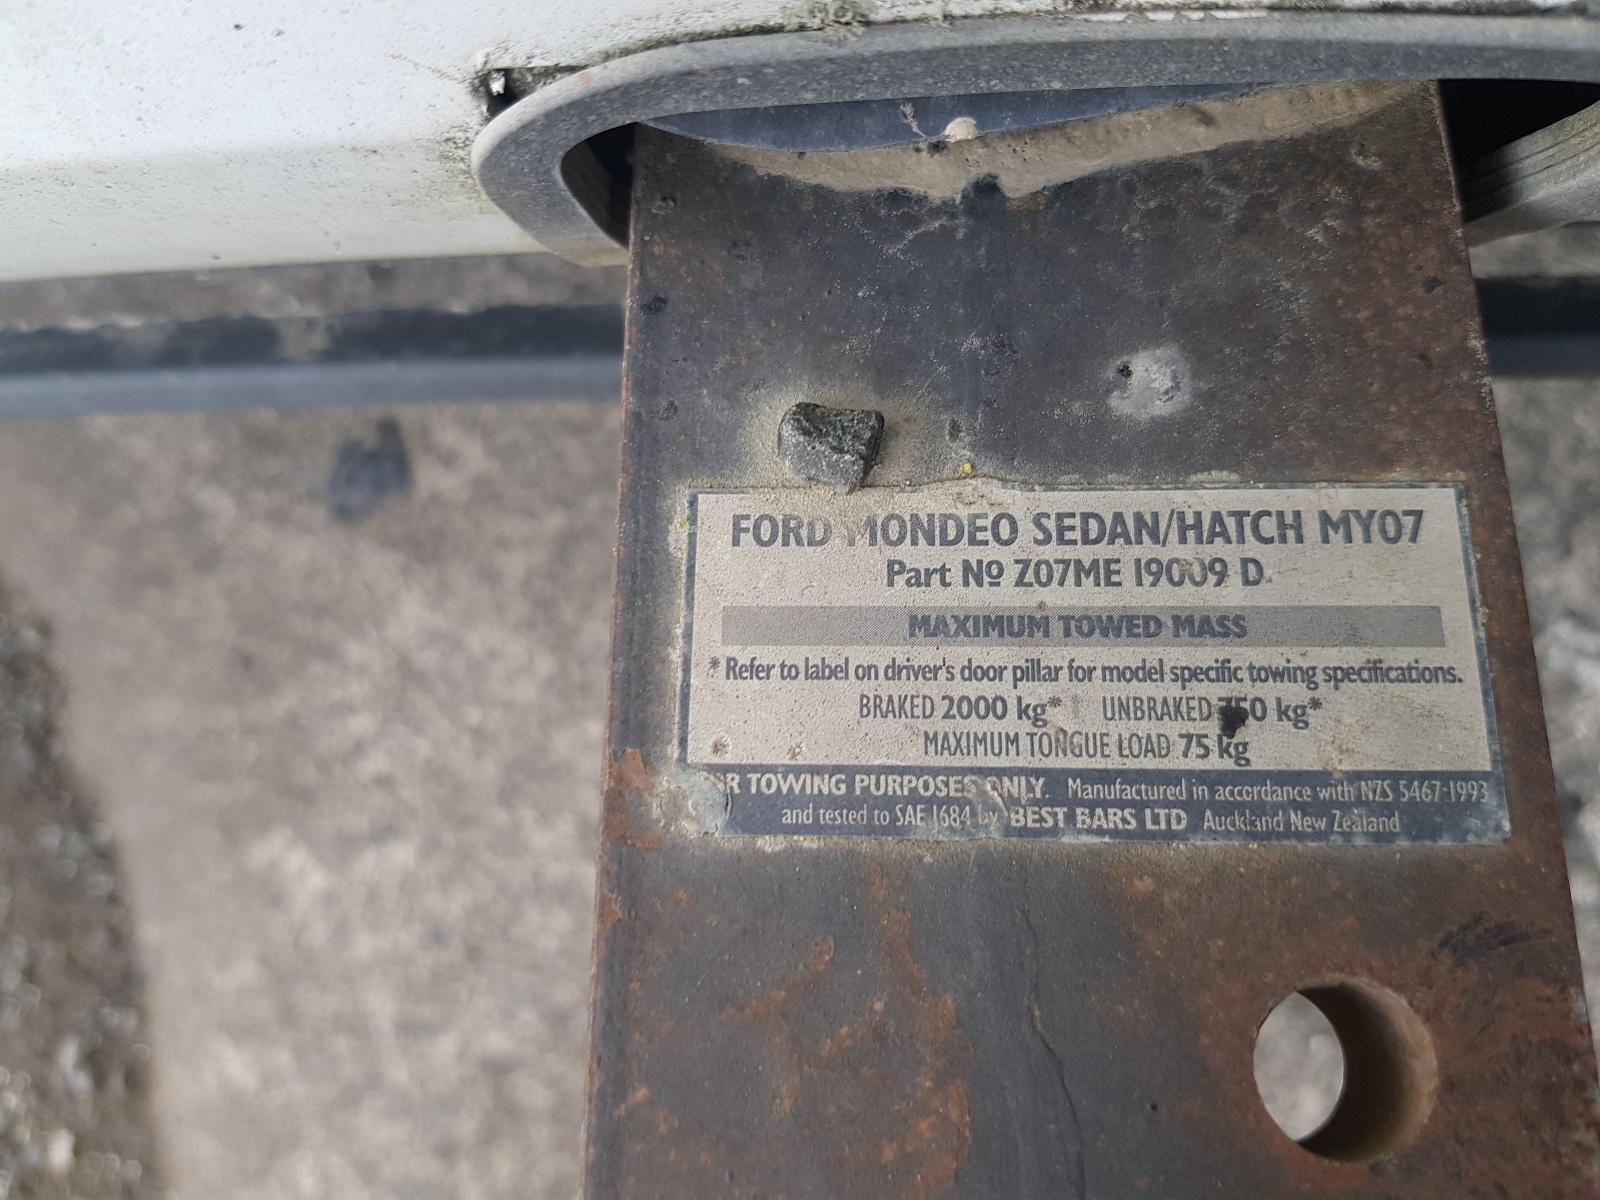 FORD MONDEO SEDAN/HATCH MY07
Part Nº Z07ME 19009 D
MAXIMUM TOWED MASS
* Refer to label on driver's door pillar for model specific towing specifications.
BRAKED 2000 kg* UNBRAKED 750 kg*
MAXIMUM TONGUE LOAD 75 kg
TOWING PURPOSES ONLY. Manufactured in accordance with NZS 5467:1993
and tested to SAE J684 by BEST BARS LTD Auckland New Zealand